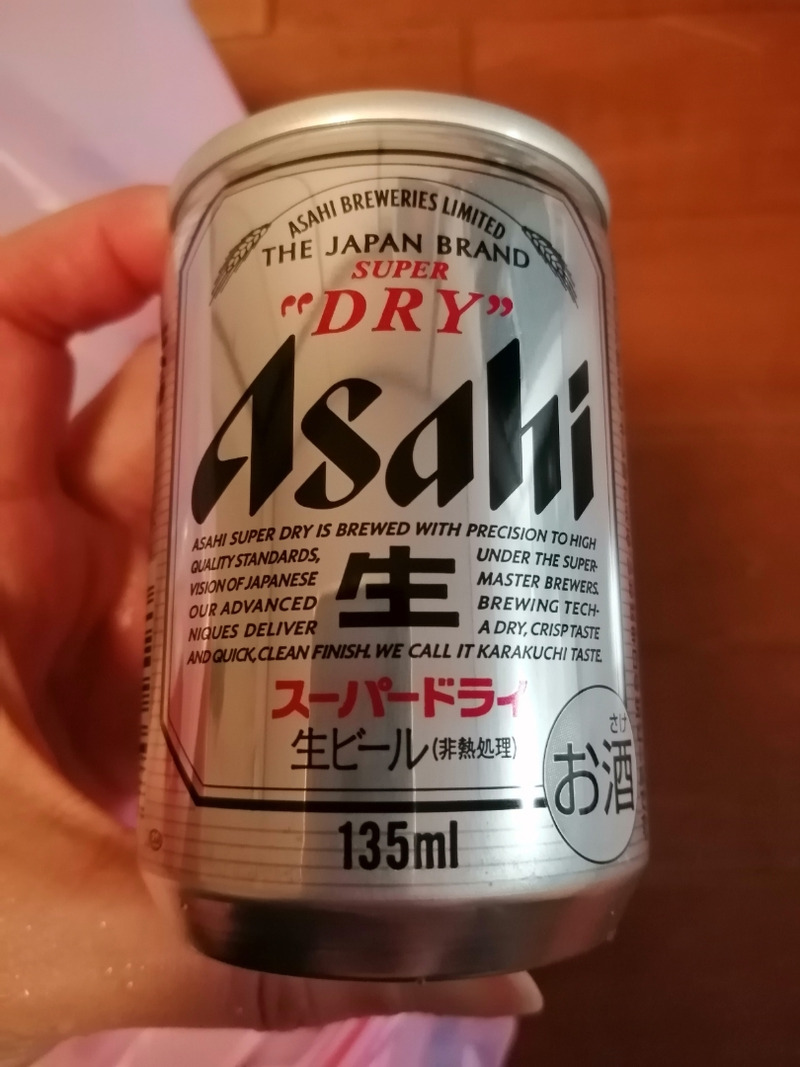 ASAHI BREWERIES LIMITED
THE JAPAN BRAND
SUPER
"DRY"
Asahi
ASAHI SUPER DRY IS BREWED WITH PRECISION TO HIGH
QUALITY STANDARDS, UNDER THE SUPER-
VISION OF JAPANESE MASTER BREWERS.
生
OUR ADVANCED BREWING TECH-
NIQUES DELIVER A DRY, CRISP TASTE
AND QUICK, CLEAN FINISH. WE CALL IT KARAKUCHI TASTE.
スーパードライ
生ビール(非熱処理)
さけ
お酒
135ml